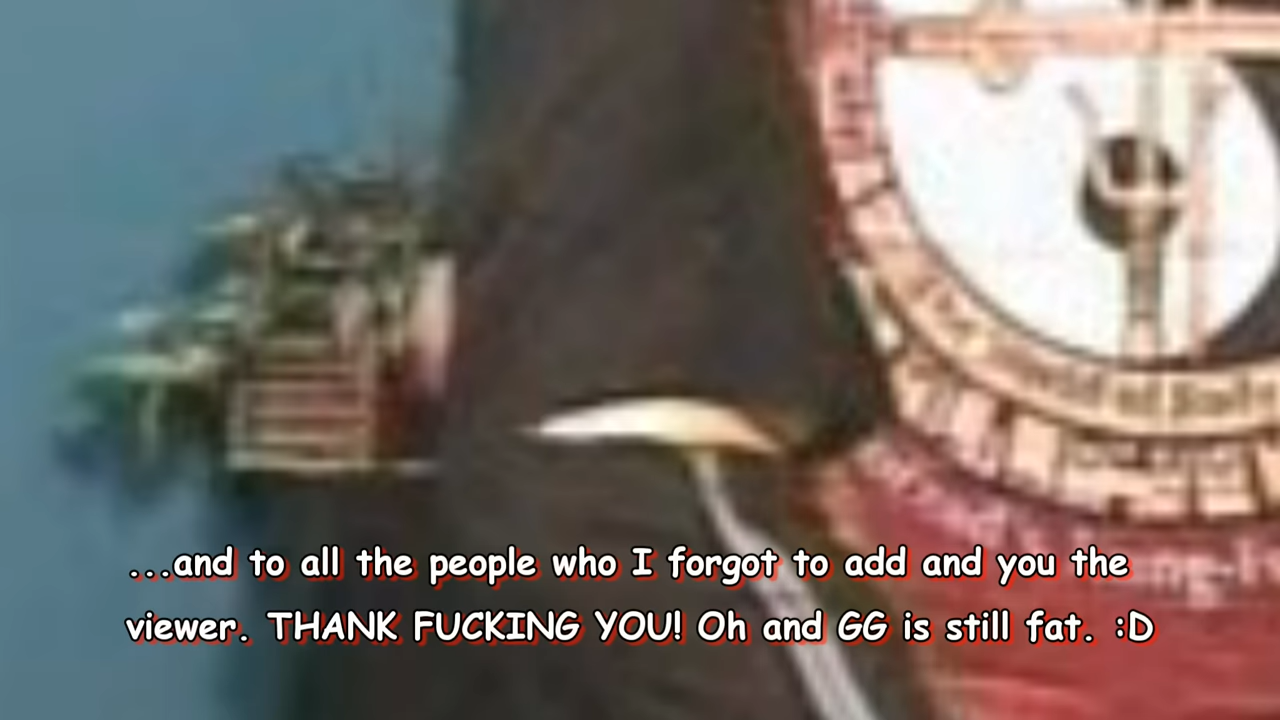 ...and to all the people who I forgot to add and you the
viewer. THANK FUCKING YOU! Oh and GG is still fat. :D